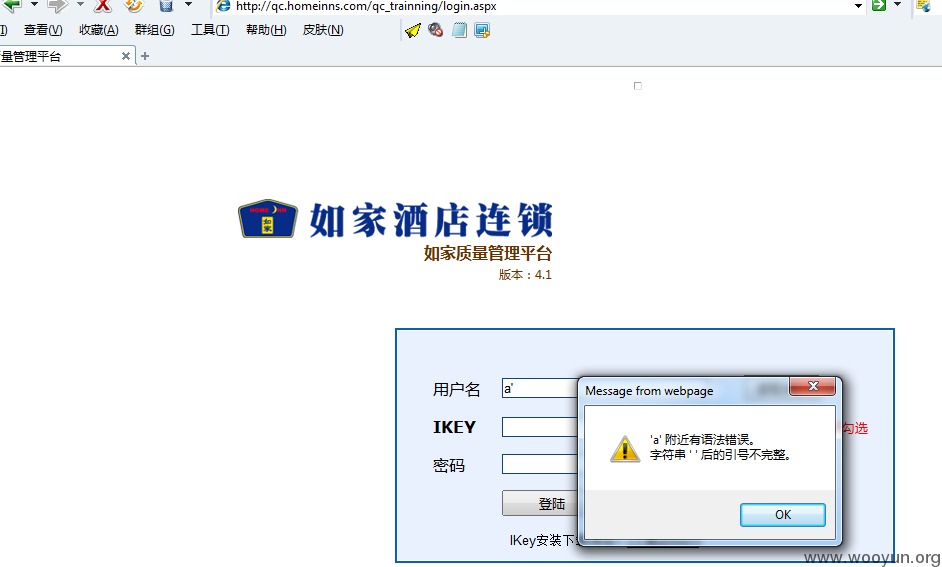 http://qc.homeinns.com/qc_trainning/login.aspx
查看(V) 收藏(A) 群组(G) 工具(T) 帮助(H) 皮肤(N)
质量管理平台
如家酒店连锁
如家质量管理平台
版本：4.1
用户名 a'
IKEY
勾选
密码
登陆
IKey安装下
Message from webpage
'a' 附近有语法错误。
字符串 ' ' 后的引号不完整。
OK
www.wooyun.org